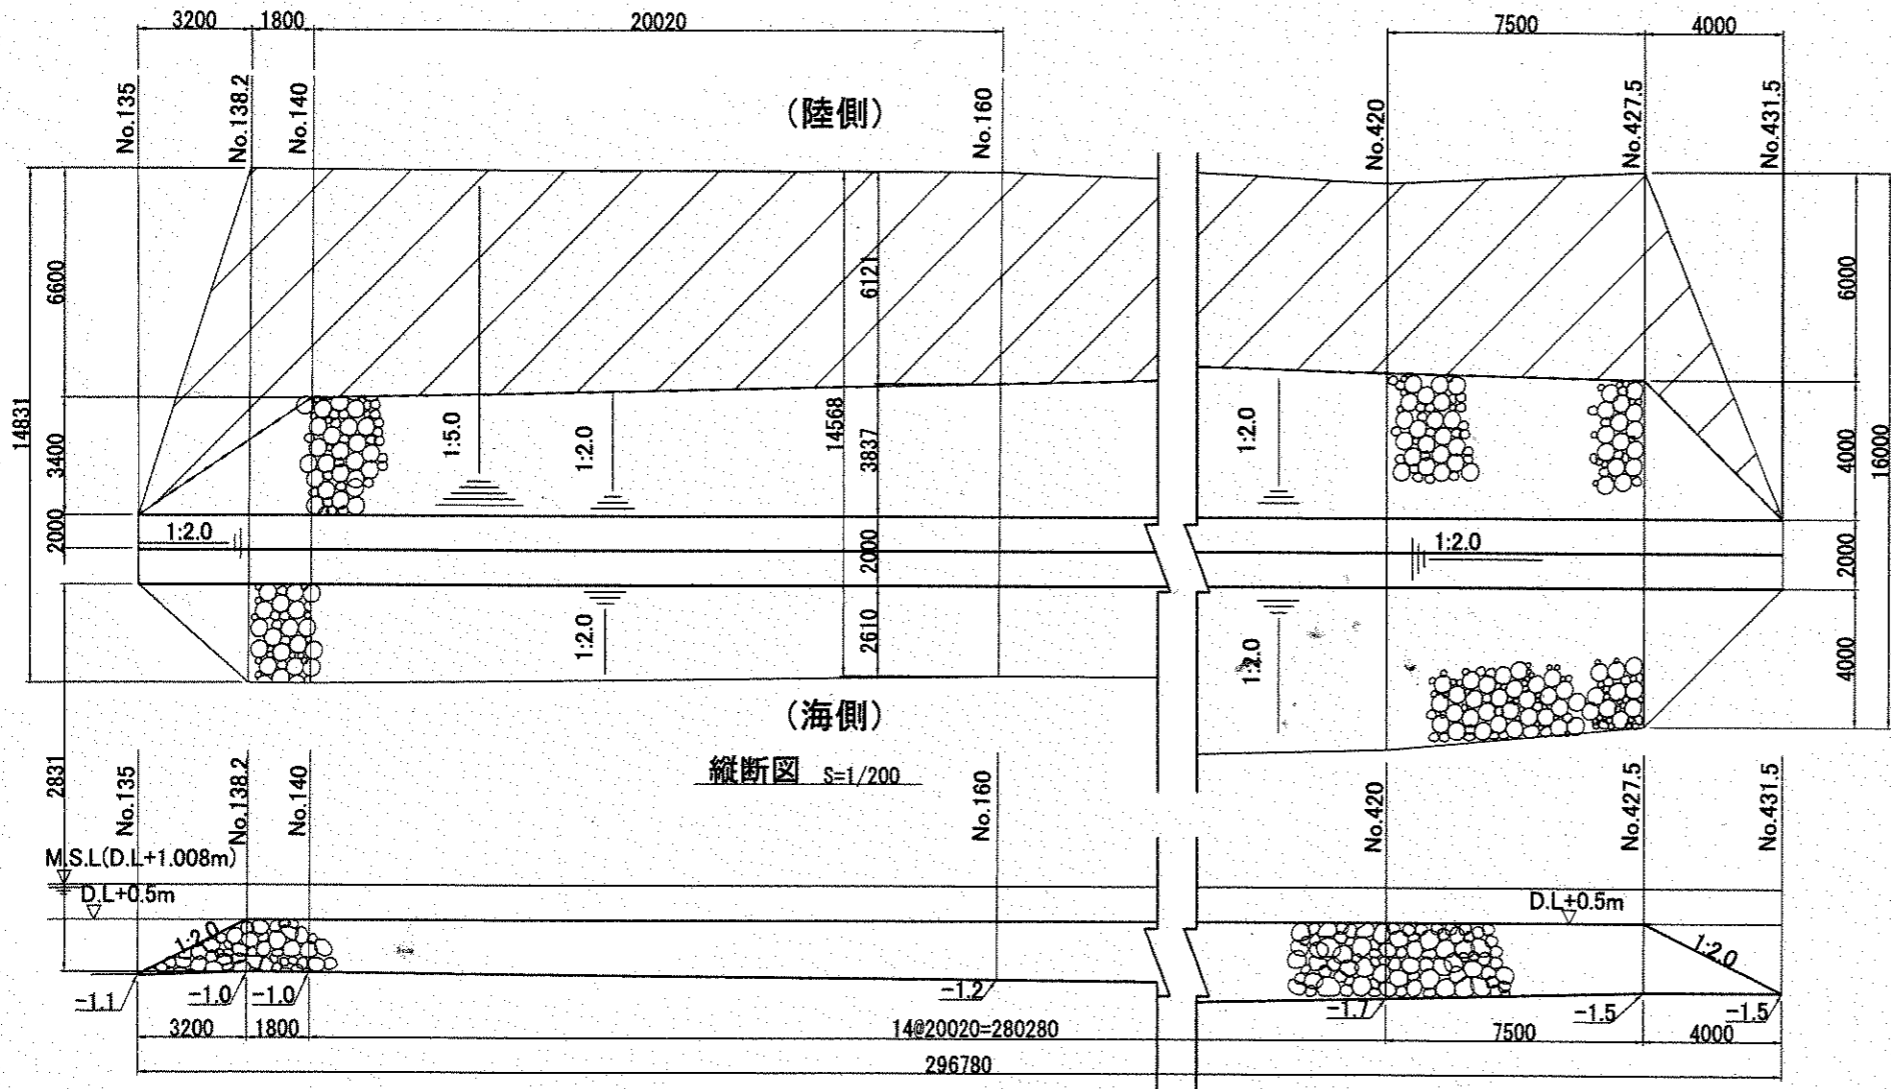 3200 1800 20020 7500 4000
No.135 No.138.2 No.140 No.160 No.420 No.427.5 No.431.5
(陸側)
14831 6600 3400 2000 2831
6121 14568 3837 2000 2610
6000 4000 16000 2000 4000
1:5.0 1:2.0 1:2.0
1:2.0 1:2.0
1:2.0 1:2.0
(海側)
縦断図 S=1/200
No.135 No.138.2 No.140 No.160 No.420 No.427.5 No.431.5
M.S.L(D.L+1.008m)
D.L+0.5m D.L+0.5m
1:2.0 1:2.0
-1.1 -1.0 -1.0 -1.2 -1.7 -1.5 -1.5
3200 1800 14@20020=280280 7500 4000
296780